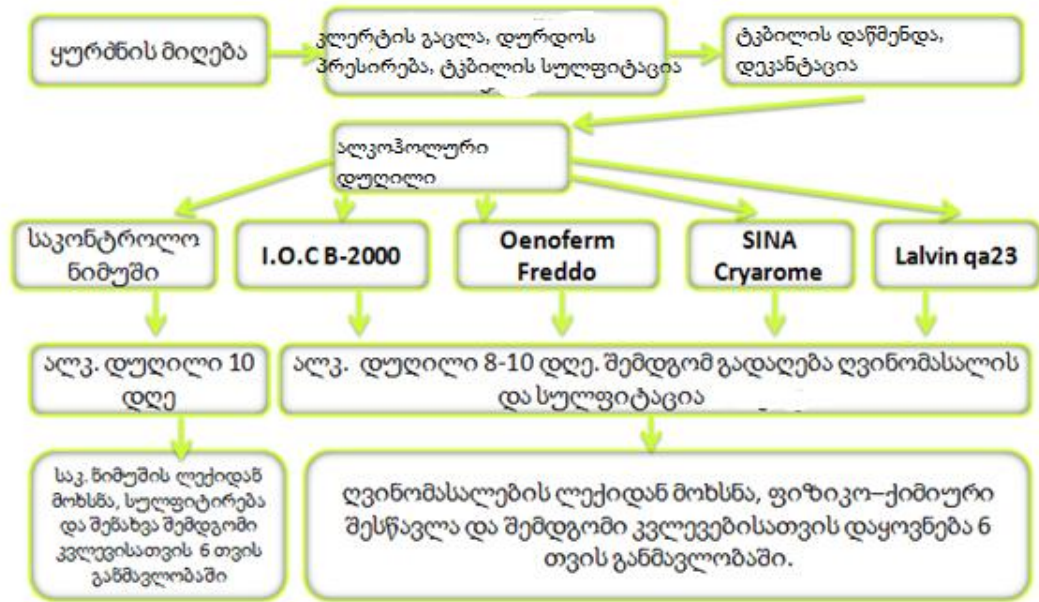 ყურძნის მიღება
კლერტის გაცლა, დურდოს
პრესირება, ტკბილის სულფიტაცია
ტკბილის დაწმენდა,
დეკანტაცია
ალკოჰოლური
დუღილი
საკონტროლო
ნიმუში
I.O.C B-2000
Oenoferm
Freddo
SINA
Cryarome
Lalvin qa23
ალკ. დუღილი 10
დღე
ალკ. დუღილი 8-10 დღე. შემდგომ გადაღება ღვინომასალის
და სულფიტაცია
საკ. ნიმუშის ლექიდან
მოხსნა, სულფიტირება
და შენახვა შემდგომი
კვლევისათვის 6 თვის
განმავლობაში
ღვინომასალების ლექიდან მოხსნა, ფიზიკო–ქიმიური
შესწავლა და შემდგომი კვლევებისათვის დაყოვნება 6
თვის განმავლობაში.